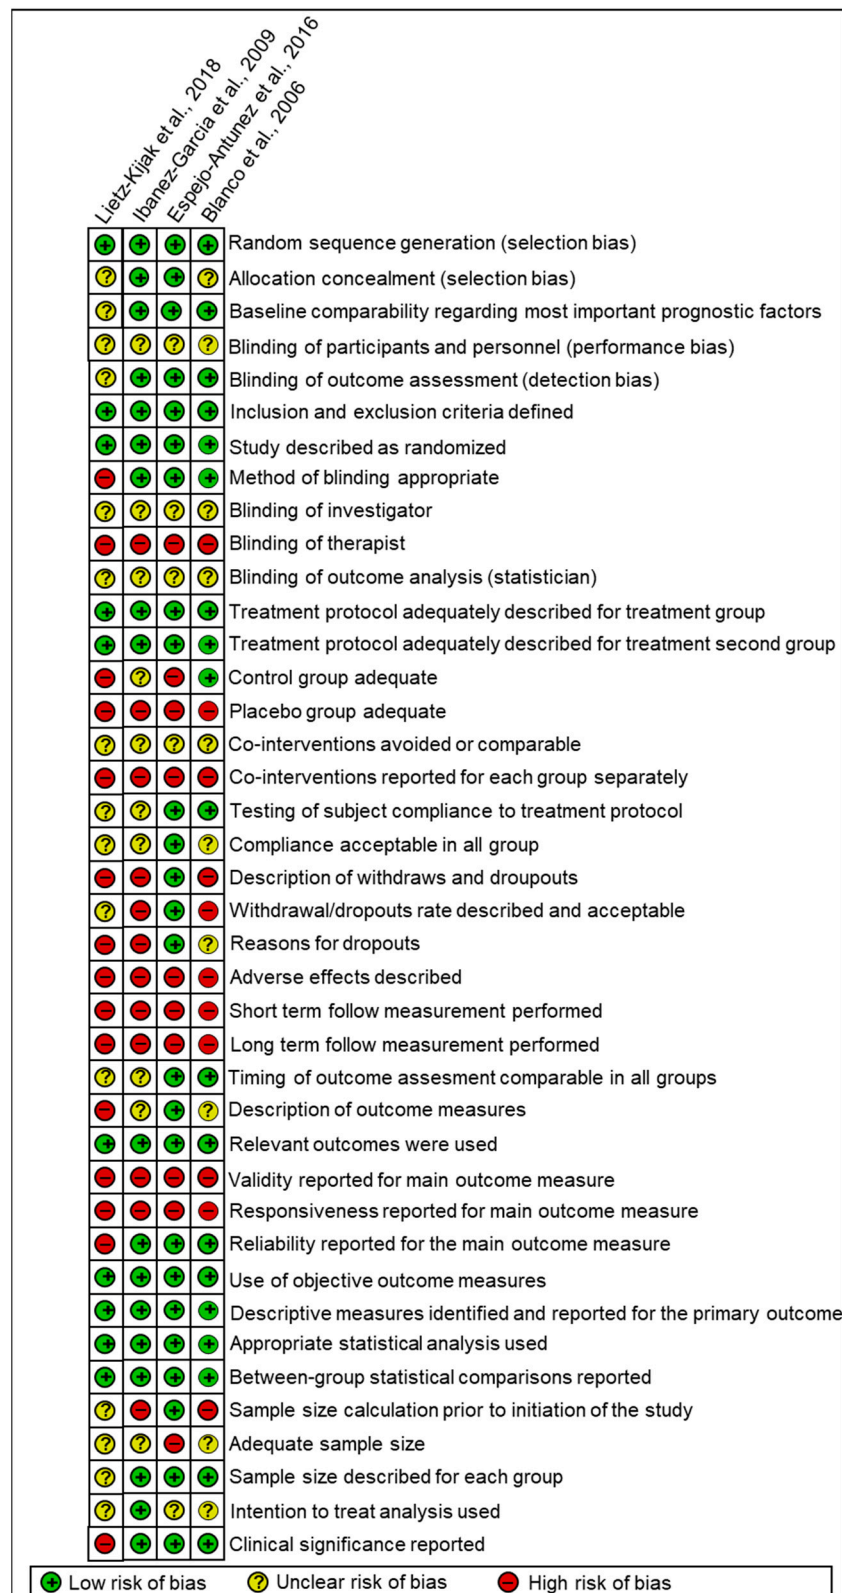 Lietz-Kijak et al., 2018
Ibanez-Garcia et al., 2009
Espejo-Antunez et al., 2016
Blanco et al., 2006
+ + + + Random sequence generation (selection bias)
? + + ? Allocation concealment (selection bias)
? + + + Baseline comparability regarding most important prognostic factors
? ? ? ? Blinding of participants and personnel (performance bias)
? + + + Blinding of outcome assessment (detection bias)
+ + + + Inclusion and exclusion criteria defined
+ + + + Study described as randomized
− + + + Method of blinding appropriate
? ? ? ? Blinding of investigator
− − − − Blinding of therapist
? ? ? ? Blinding of outcome analysis (statistician)
+ + + + Treatment protocol adequately described for treatment group
+ + + + Treatment protocol adequately described for treatment second group
− ? − + Control group adequate
− − − − Placebo group adequate
? ? ? ? Co-interventions avoided or comparable
− − − − Co-interventions reported for each group separately
? ? + + Testing of subject compliance to treatment protocol
? ? + ? Compliance acceptable in all group
− − + − Description of withdraws and droupouts
? − + − Withdrawal/dropouts rate described and acceptable
− − + ? Reasons for dropouts
− − − − Adverse effects described
− − − − Short term follow measurement performed
− − − − Long term follow measurement performed
? ? + + Timing of outcome assesment comparable in all groups
− ? + ? Description of outcome measures
+ + + + Relevant outcomes were used
− − − − Validity reported for main outcome measure
− − − − Responsiveness reported for main outcome measure
− + + + Reliability reported for the main outcome measure
+ + + + Use of objective outcome measures
+ + + + Descriptive measures identified and reported for the primary outcome
+ + + + Appropriate statistical analysis used
+ + + + Between-group statistical comparisons reported
? − + − Sample size calculation prior to initiation of the study
? ? − ? Adequate sample size
? + + + Sample size described for each group
? + ? ? Intention to treat analysis used
− + + + Clinical significance reported
+ Low risk of bias ? Unclear risk of bias − High risk of bias